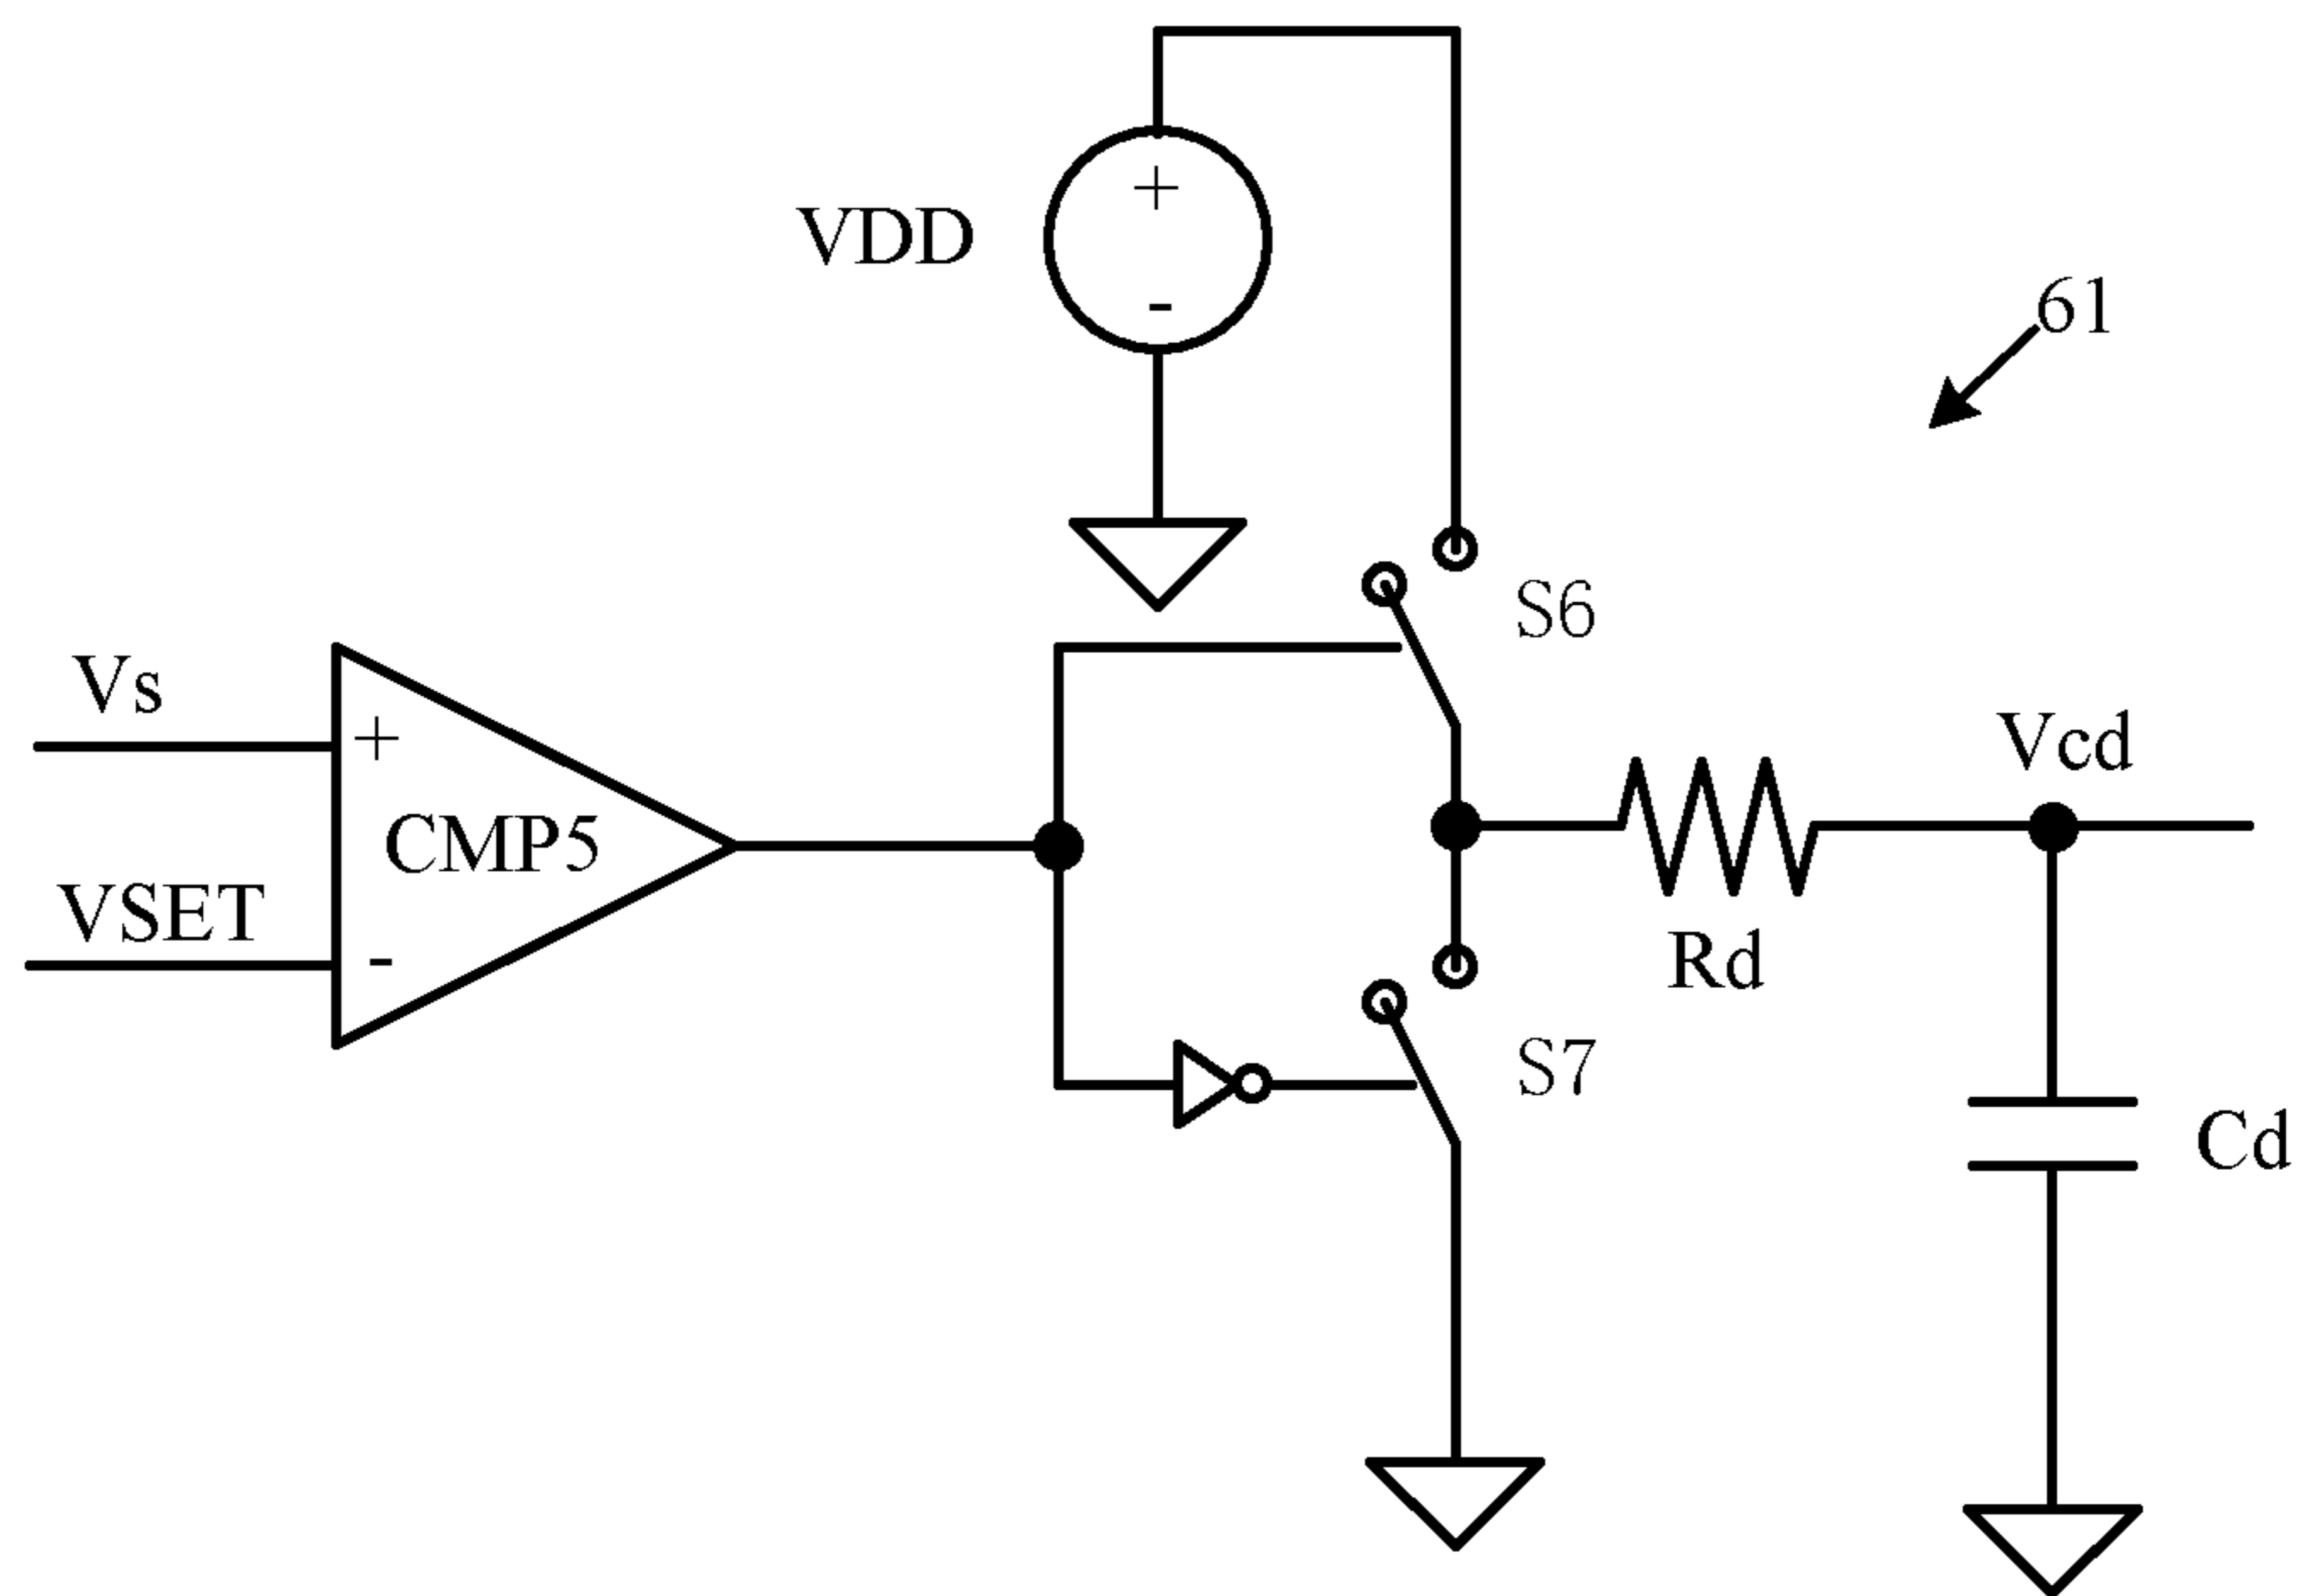 VDD
+
-
61
S6
Vs
+
CMP5
VSET
-
Vcd
Rd
S7
Cd